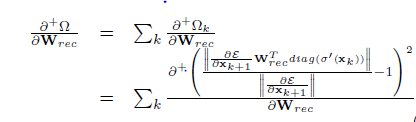 ∂⁺Ω/∂W_rec = ∑_k ∂⁺Ω_k/∂W_rec
= ∑_k ∂⁺( ‖∂ℰ/∂x_{k+1} W_rec^T diag(σ′(x_k))‖ / ‖∂ℰ/∂x_{k+1}‖ −1 )² / ∂W_rec